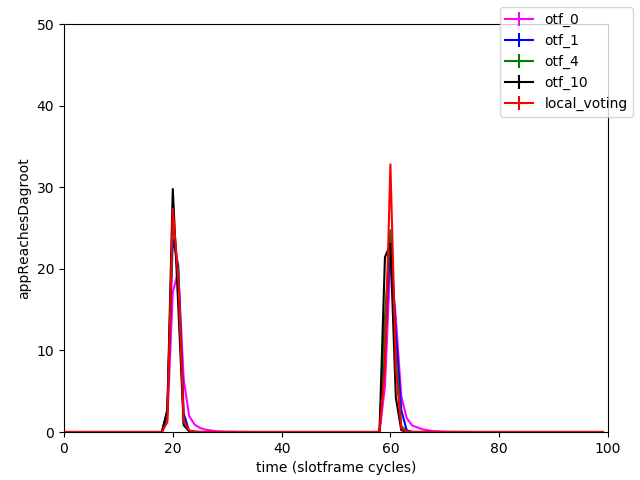 otf_0
otf_1
otf_4
otf_10
local_voting
50
40
30
20
10
0
appReachesDagroot
0 20 40 60 80 100
time (slotframe cycles)